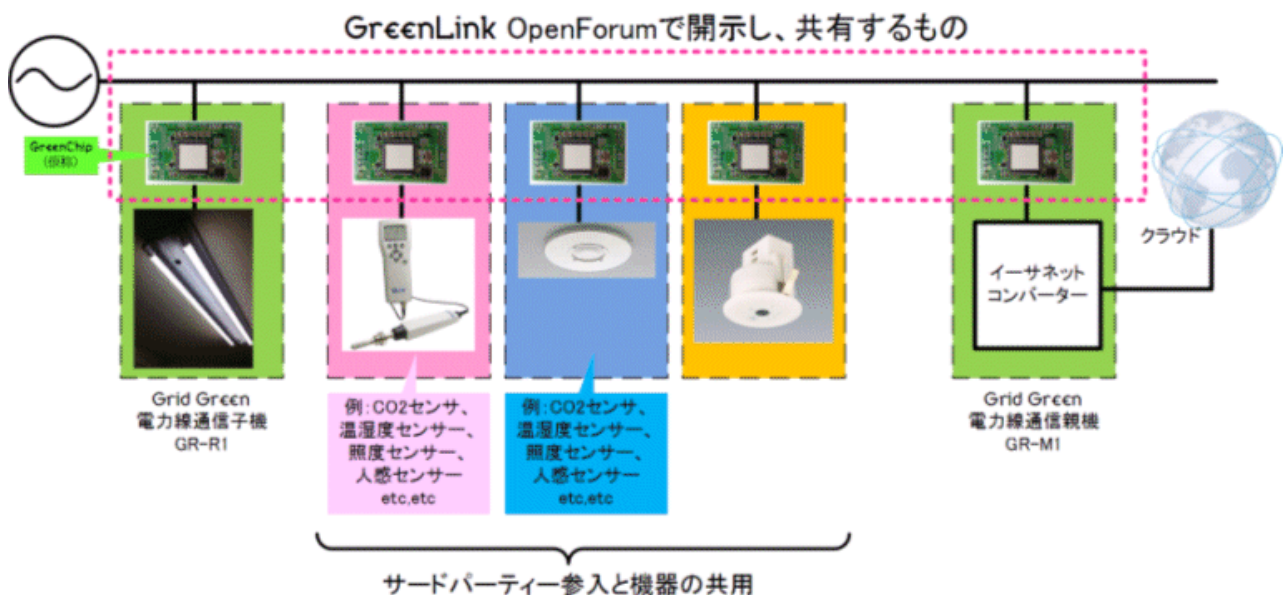 GrєєnLink OpenForumで開示し、共有するもの
GrєєnChip
(仮称)
クラウド
イーサネット
コンバーター
Grid Grєєn
電力線通信子機
GR-R1
例:CO2センサ、
温湿度センサー、
照度センサー、
人感センサー
etc,etc
例:CO2センサ、
温湿度センサー、
照度センサー、
人感センサー
etc,etc
Grid Grєєn
電力線通信親機
GR-M1
サードパーティー参入と機器の共用